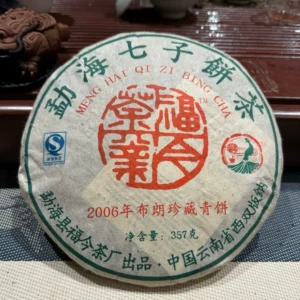 勐海七子餅茶
MENG HAI QI ZI BING CHA
福今茶業
TM
2006年布朗珍藏青饼
净含量：357克
勐海县福今茶厂出品·中国云南省西双版纳